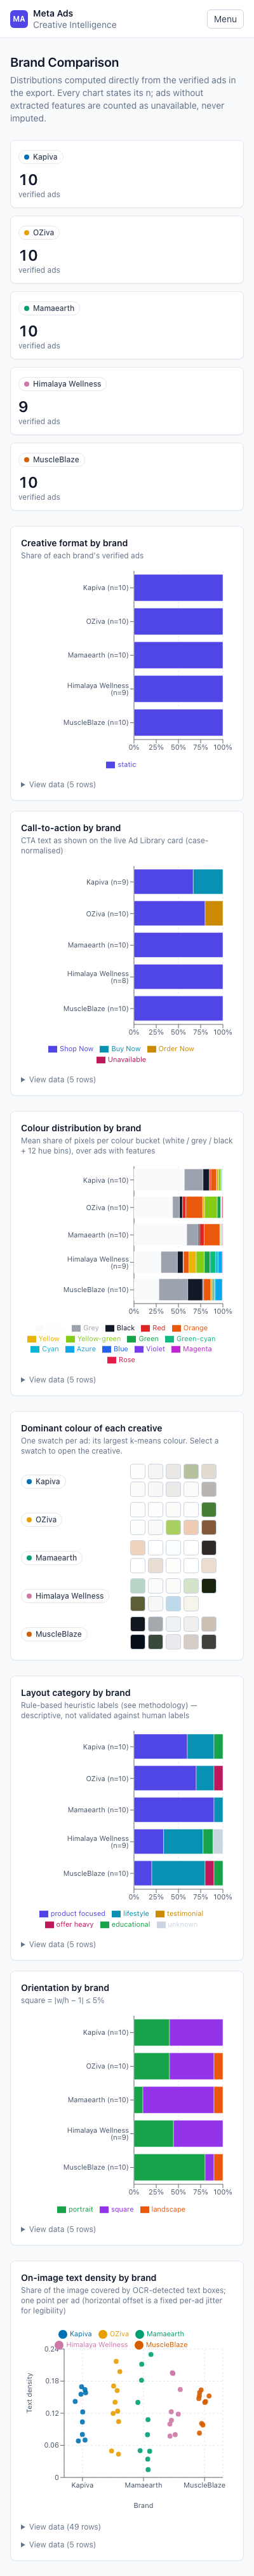 MA
Meta Ads
Creative Intelligence
Menu
Brand Comparison
Distributions computed directly from the verified ads in
the export. Every chart states its n; ads without
extracted features are counted as unavailable, never
imputed.
Kapiva
10
verified ads
OZiva
10
verified ads
Mamaearth
10
verified ads
Himalaya Wellness
9
verified ads
MuscleBlaze
10
verified ads
Creative format by brand
Share of each brand's verified ads
Kapiva (n=10)
OZiva (n=10)
Mamaearth (n=10)
Himalaya Wellness
(n=9)
MuscleBlaze (n=10)
0% 25% 50% 75% 100%
static
View data (5 rows)
Call-to-action by brand
CTA text as shown on the live Ad Library card (case-
normalised)
Kapiva (n=9)
OZiva (n=10)
Mamaearth (n=10)
Himalaya Wellness
(n=8)
MuscleBlaze (n=10)
0% 25% 50% 75% 100%
Shop Now Buy Now Order Now
Unavailable
View data (5 rows)
Colour distribution by brand
Mean share of pixels per colour bucket (white / grey / black
+ 12 hue bins), over ads with features
Kapiva (n=10)
OZiva (n=10)
Mamaearth (n=10)
Himalaya Wellness
(n=9)
MuscleBlaze (n=10)
0% 25% 50% 75% 100%
Grey Black Red Orange
Yellow Yellow-green Green Green-cyan
Cyan Azure Blue Violet Magenta
Rose
View data (5 rows)
Dominant colour of each creative
One swatch per ad: its largest k-means colour. Select a
swatch to open the creative.
Kapiva
OZiva
Mamaearth
Himalaya Wellness
MuscleBlaze
Layout category by brand
Rule-based heuristic labels (see methodology) —
descriptive, not validated against human labels
Kapiva (n=10)
OZiva (n=10)
Mamaearth (n=10)
Himalaya Wellness
(n=9)
MuscleBlaze (n=10)
0% 25% 50% 75% 100%
product focused lifestyle testimonial
offer heavy educational unknown
View data (5 rows)
Orientation by brand
square = |w/h − 1| ≤ 5%
Kapiva (n=10)
OZiva (n=10)
Mamaearth (n=10)
Himalaya Wellness
(n=9)
MuscleBlaze (n=10)
0% 25% 50% 75% 100%
portrait square landscape
View data (5 rows)
On-image text density by brand
Share of the image covered by OCR-detected text boxes;
one point per ad (horizontal offset is a fixed per-ad jitter
for legibility)
Kapiva OZiva Mamaearth
Himalaya Wellness MuscleBlaze
0.24
0.18
0.12
0.06
0
Text density
Kapiva Mamaearth MuscleBlaze
Brand
View data (49 rows)
View data (5 rows)